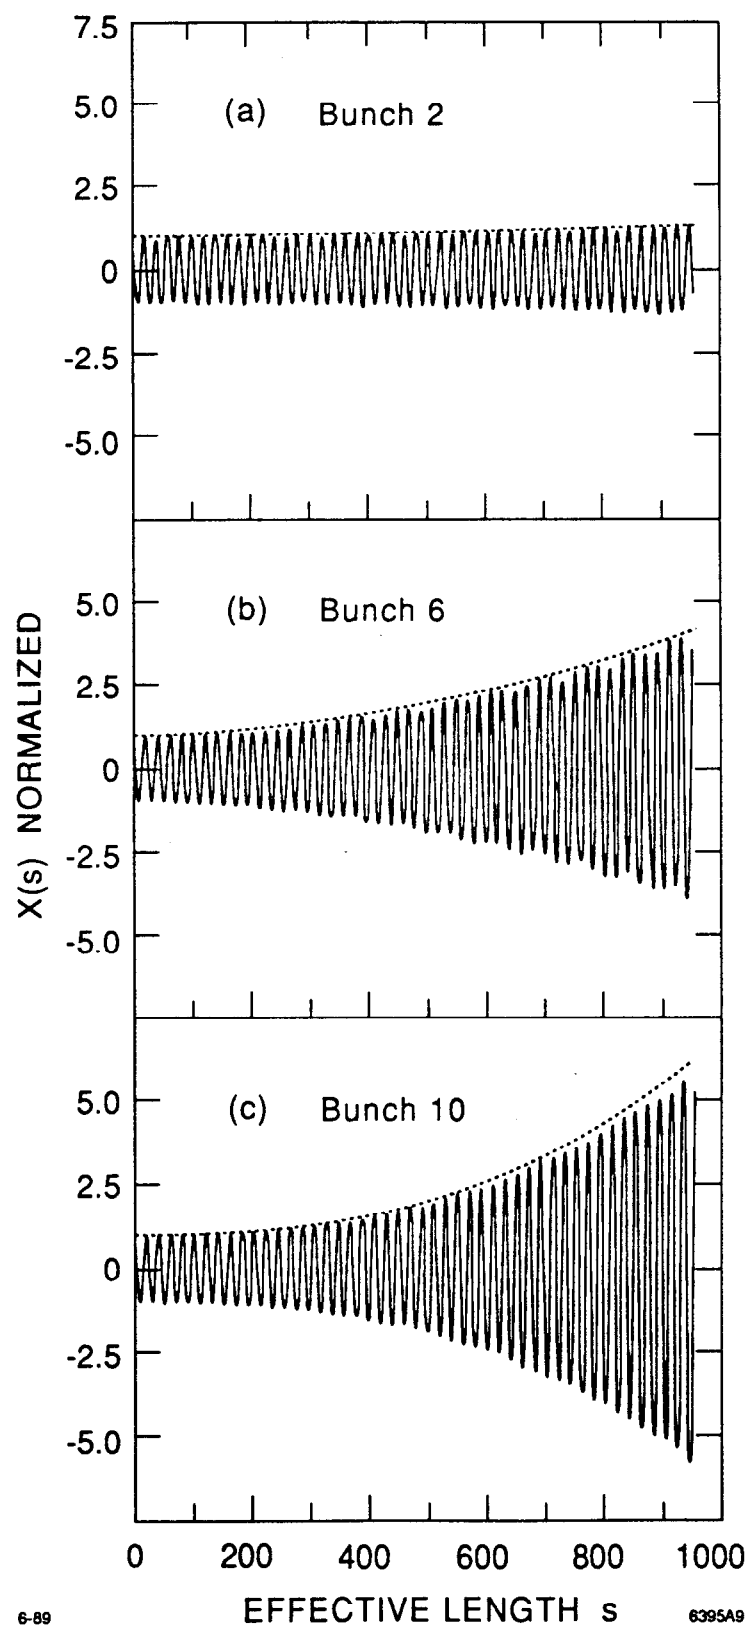 7.5
5.0
(a) Bunch 2
2.5
0
-2.5
-5.0
5.0
(b) Bunch 6
2.5
0
-2.5
-5.0
X(s) NORMALIZED
5.0
(c) Bunch 10
2.5
0
-2.5
-5.0
0 200 400 600 800 1000
EFFECTIVE LENGTH s
6-89 6395A9